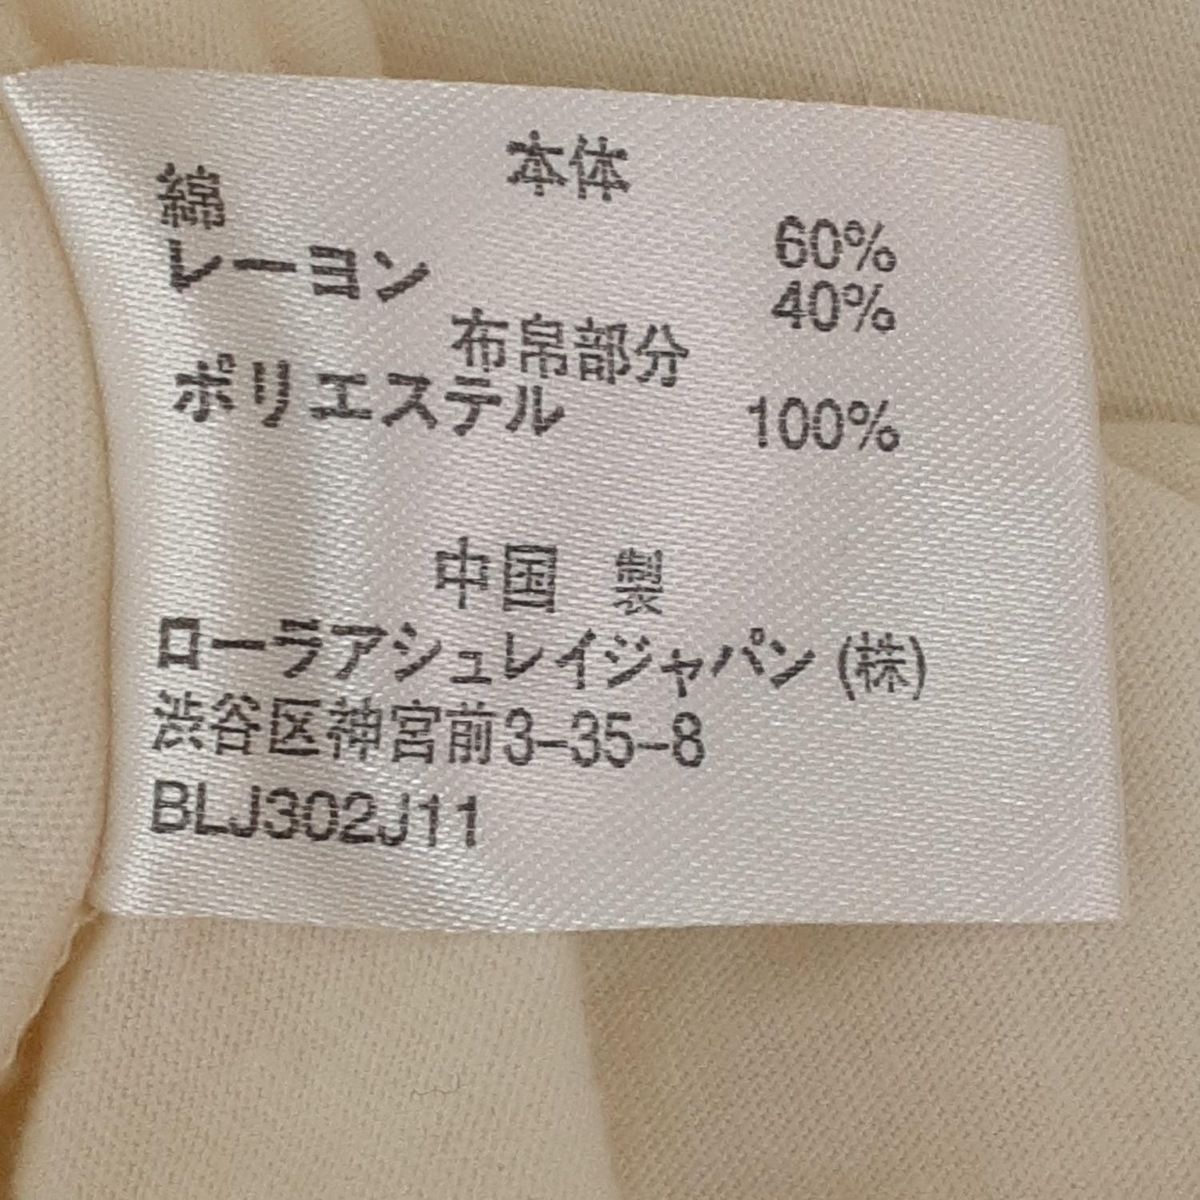 本体
綿 60%
レーヨン 40%
布帛部分
ポリエステル 100%
中国 製
ローラアシュレイジャパン(株)
渋谷区神宮前3-35-8
BLJ302J11